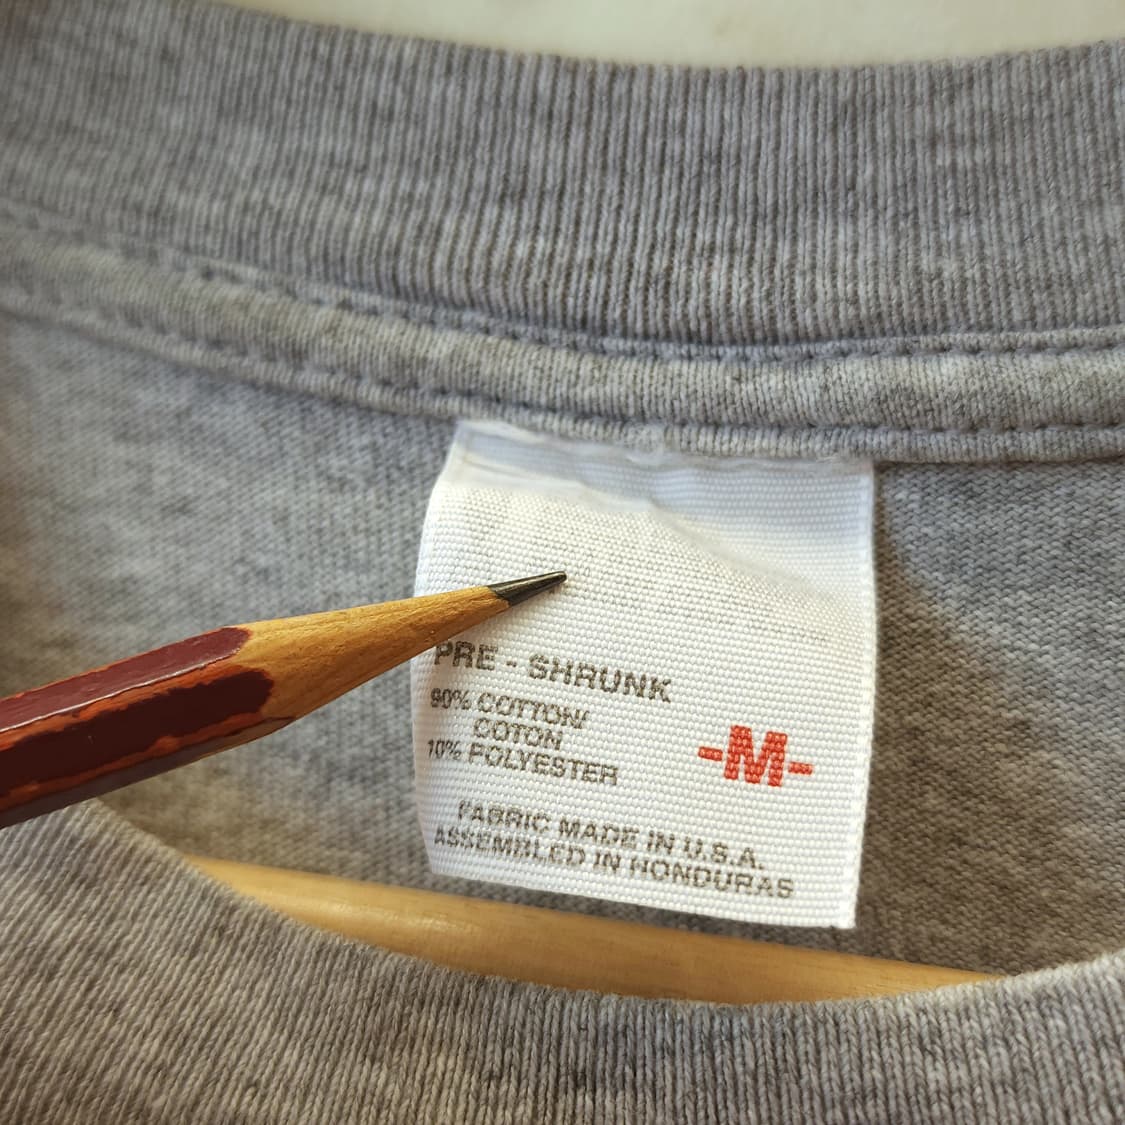 PRE - SHRUNK
90% COTTON/
COTON
10% POLYESTER
-M-
FABRIC MADE IN U.S.A.
ASSEMBLED IN HONDURAS